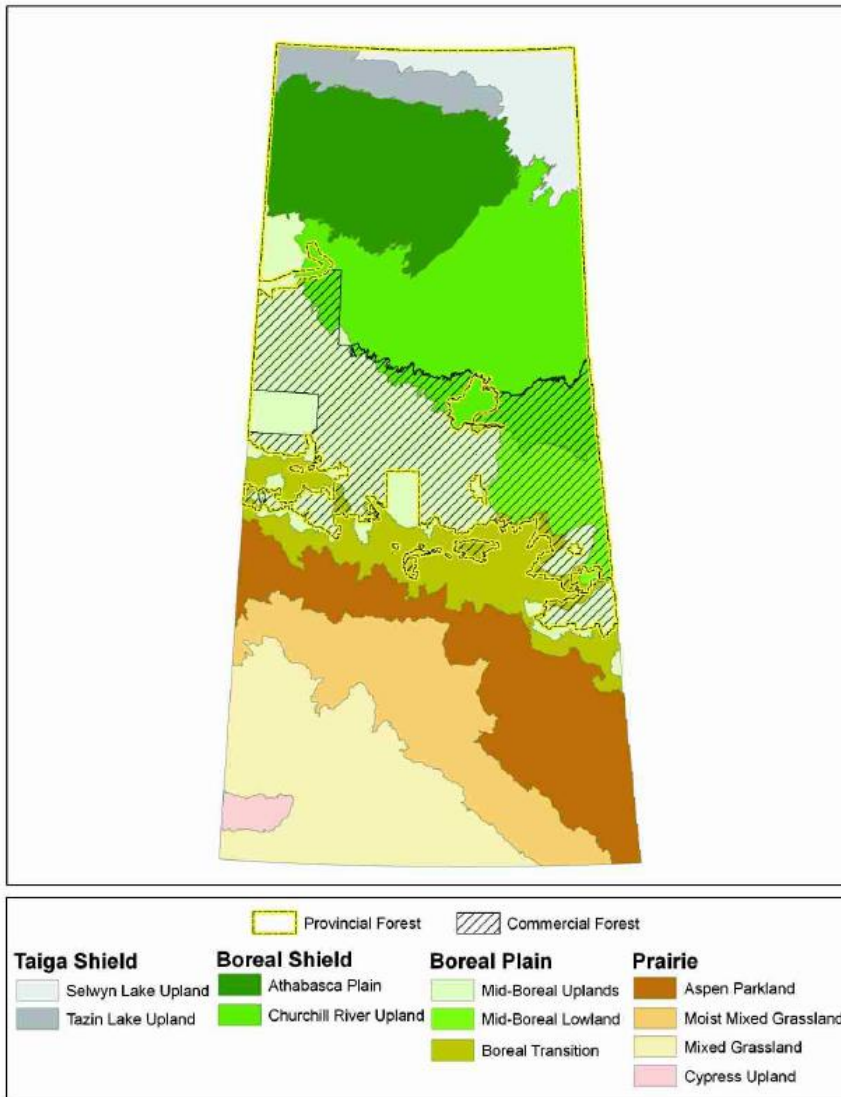 Provincial Forest
Commercial Forest
Taiga Shield
Selwyn Lake Upland
Tazin Lake Upland
Boreal Shield
Athabasca Plain
Churchill River Upland
Boreal Plain
Mid-Boreal Uplands
Mid-Boreal Lowland
Boreal Transition
Prairie
Aspen Parkland
Moist Mixed Grassland
Mixed Grassland
Cypress Upland